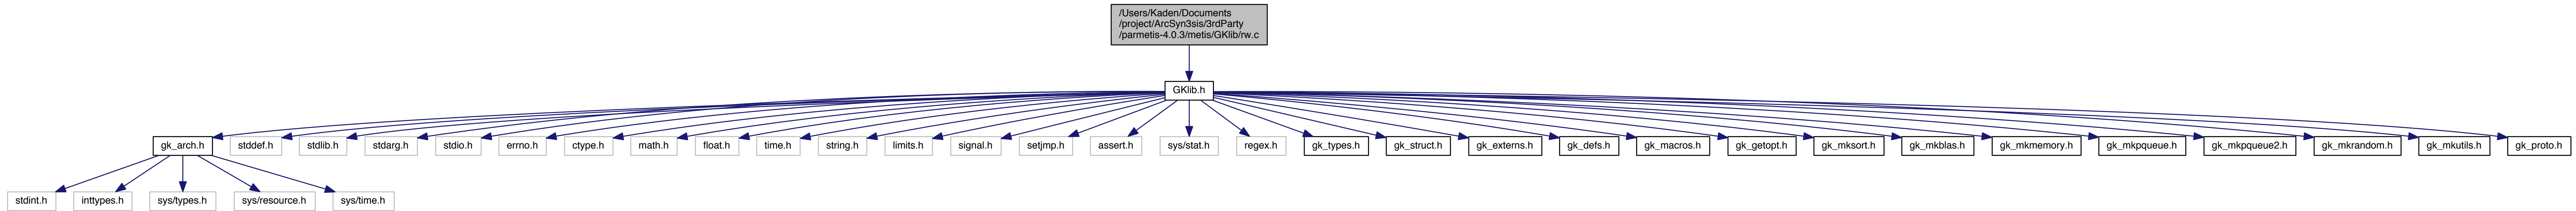 /Users/Kaden/Documents
/project/ArcSyn3sis/3rdParty
/parmetis-4.0.3/metis/GKlib/rw.c
GKlib.h
gk_arch.h
stddef.h
stdlib.h
stdarg.h
stdio.h
errno.h
ctype.h
math.h
float.h
time.h
string.h
limits.h
signal.h
setjmp.h
assert.h
sys/stat.h
regex.h
gk_types.h
gk_struct.h
gk_externs.h
gk_defs.h
gk_macros.h
gk_getopt.h
gk_mksort.h
gk_mkblas.h
gk_mkmemory.h
gk_mkpqueue.h
gk_mkpqueue2.h
gk_mkrandom.h
gk_mkutils.h
gk_proto.h
stdint.h
inttypes.h
sys/types.h
sys/resource.h
sys/time.h